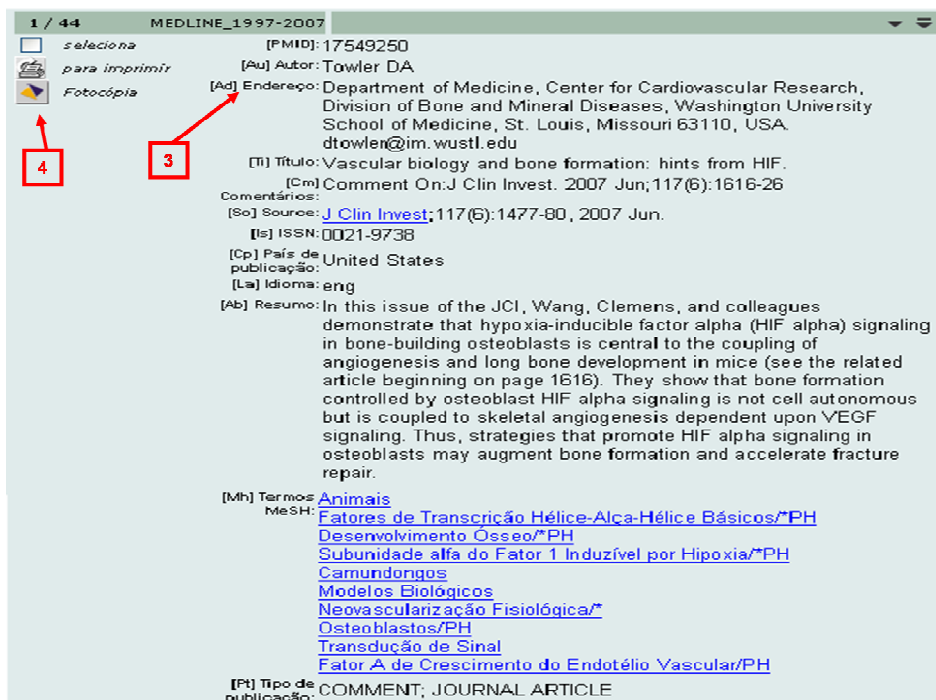 1 / 44 MEDLINE_1997-2007
seleciona
para imprimir
Fotocópia
4
3
[PMID]: 17549250
[Au] Autor: Towler DA
[Ad] Endereço: Department of Medicine, Center for Cardiovascular Research,
Division of Bone and Mineral Diseases, Washington University
School of Medicine, St. Louis, Missouri 63110, USA.
dtowler@im.wustl.edu
[Ti] Título: Vascular biology and bone formation: hints from HIF.
[Cm] Comentários: Comment On:J Clin Invest. 2007 Jun;117(6):1616-26
[So] Source: J Clin Invest;117(6):1477-80, 2007 Jun.
[Is] ISSN: 0021-9738
[Cp] País de publicação: United States
[La] Idioma: eng
[Ab] Resumo: In this issue of the JCI, Wang, Clemens, and colleagues
demonstrate that hypoxia-inducible factor alpha (HIF alpha) signaling
in bone-building osteoblasts is central to the coupling of
angiogenesis and long bone development in mice (see the related
article beginning on page 1616). They show that bone formation
controlled by osteoblast HIF alpha signaling is not cell autonomous
but is coupled to skeletal angiogenesis dependent upon VEGF
signaling. Thus, strategies that promote HIF alpha signaling in
osteoblasts may augment bone formation and accelerate fracture
repair.
[Mh] Termos MeSH: Animais
Fatores de Transcrição Hélice-Alça-Hélice Básicos/*PH
Desenvolvimento Ósseo/*PH
Subunidade alfa do Fator 1 Induzível por Hipoxia/*PH
Camundongos
Modelos Biológicos
Neovascularização Fisiológica/*
Osteoblastos/PH
Transdução de Sinal
Fator A de Crescimento do Endotélio Vascular/PH
[Pt] Tipo de publicação: COMMENT; JOURNAL ARTICLE